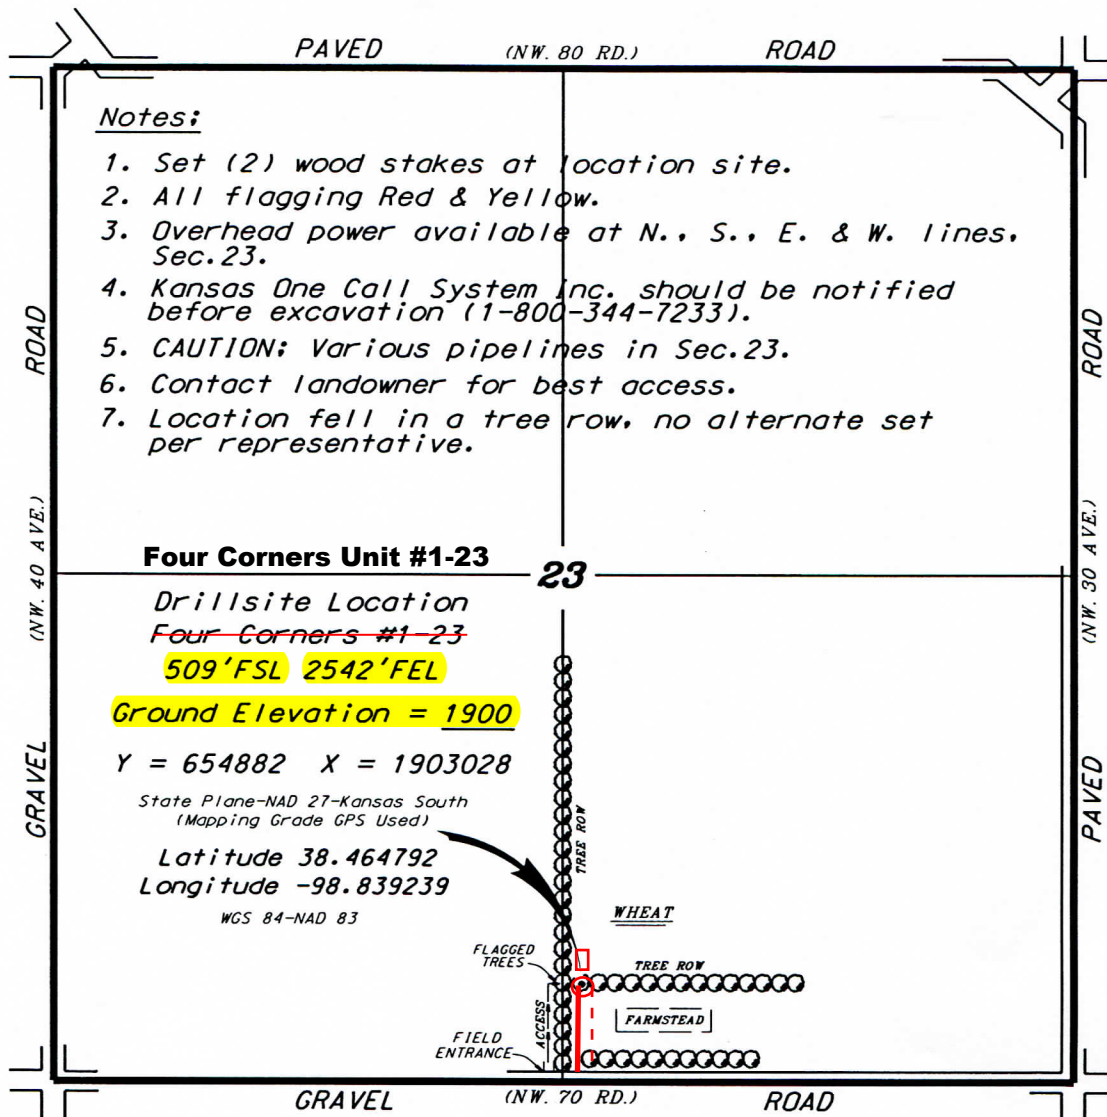 PAVED (NW. 80 RD.) ROAD
Notes:
1. Set (2) wood stakes at location site.
2. All flagging Red & Yellow.
3. Overhead power available at N., S., E. & W. lines,
Sec.23.
4. Kansas One Call System Inc. should be notified
before excavation (1-800-344-7233).
5. CAUTION: Various pipelines in Sec.23.
6. Contact landowner for best access.
7. Location fell in a tree row, no alternate set
per representative.
ROAD
(NW. 40 AVE.)
GRAVEL
ROAD
(NW. 30 AVE.)
PAVED
Four Corners Unit #1-23
23
Drillsite Location
Four Corners #1-23
509'FSL 2542'FEL
Ground Elevation = 1900
Y = 654882 X = 1903028
State Plane-NAD 27-Kansas South
(Mapping Grade GPS Used)
Latitude 38.464792
Longitude -98.839239
WGS 84-NAD 83
TREE ROW
WHEAT
FLAGGED
TREES
TREE ROW
ACCESS
FARMSTEAD
FIELD
ENTRANCE
GRAVEL (NW. 70 RD.) ROAD